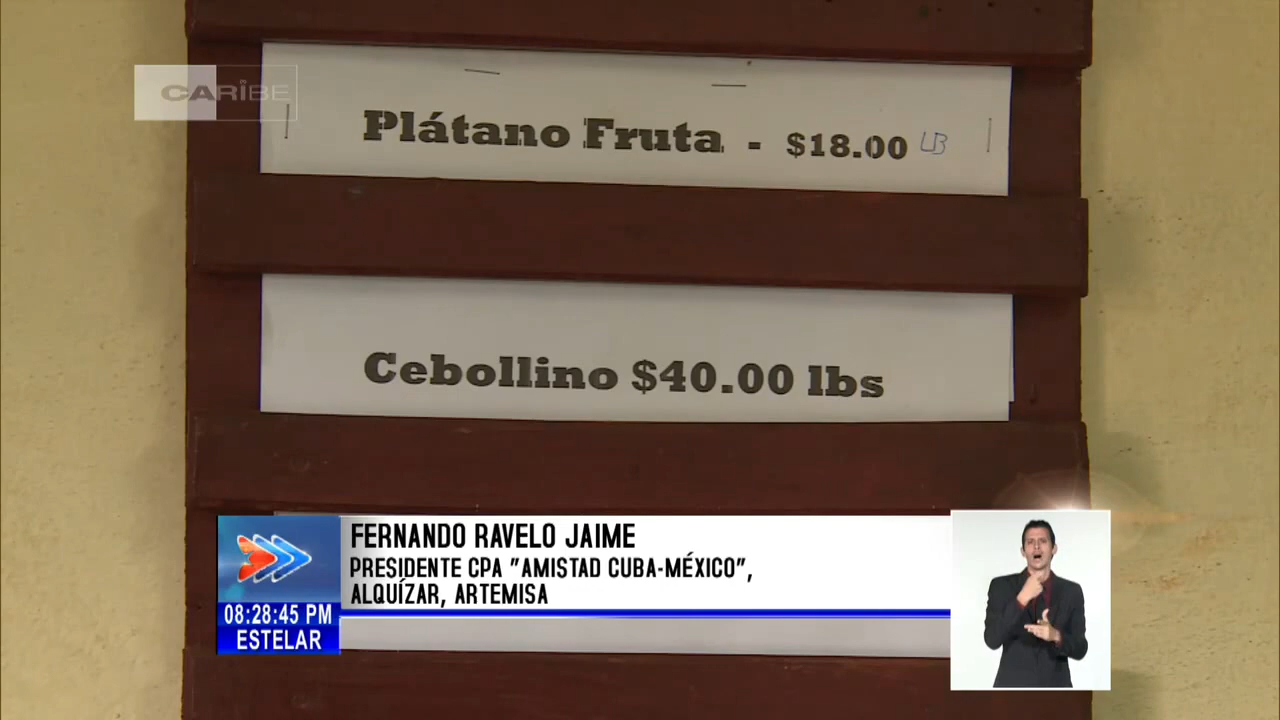 CARIBE
Plátano Fruta - $18.00 LB
Cebollino $40.00 lbs
FERNANDO RAVELO JAIME
PRESIDENTE CPA "AMISTAD CUBA-MÉXICO",
ALQUÍZAR, ARTEMISA
08:28:45 PM
ESTELAR